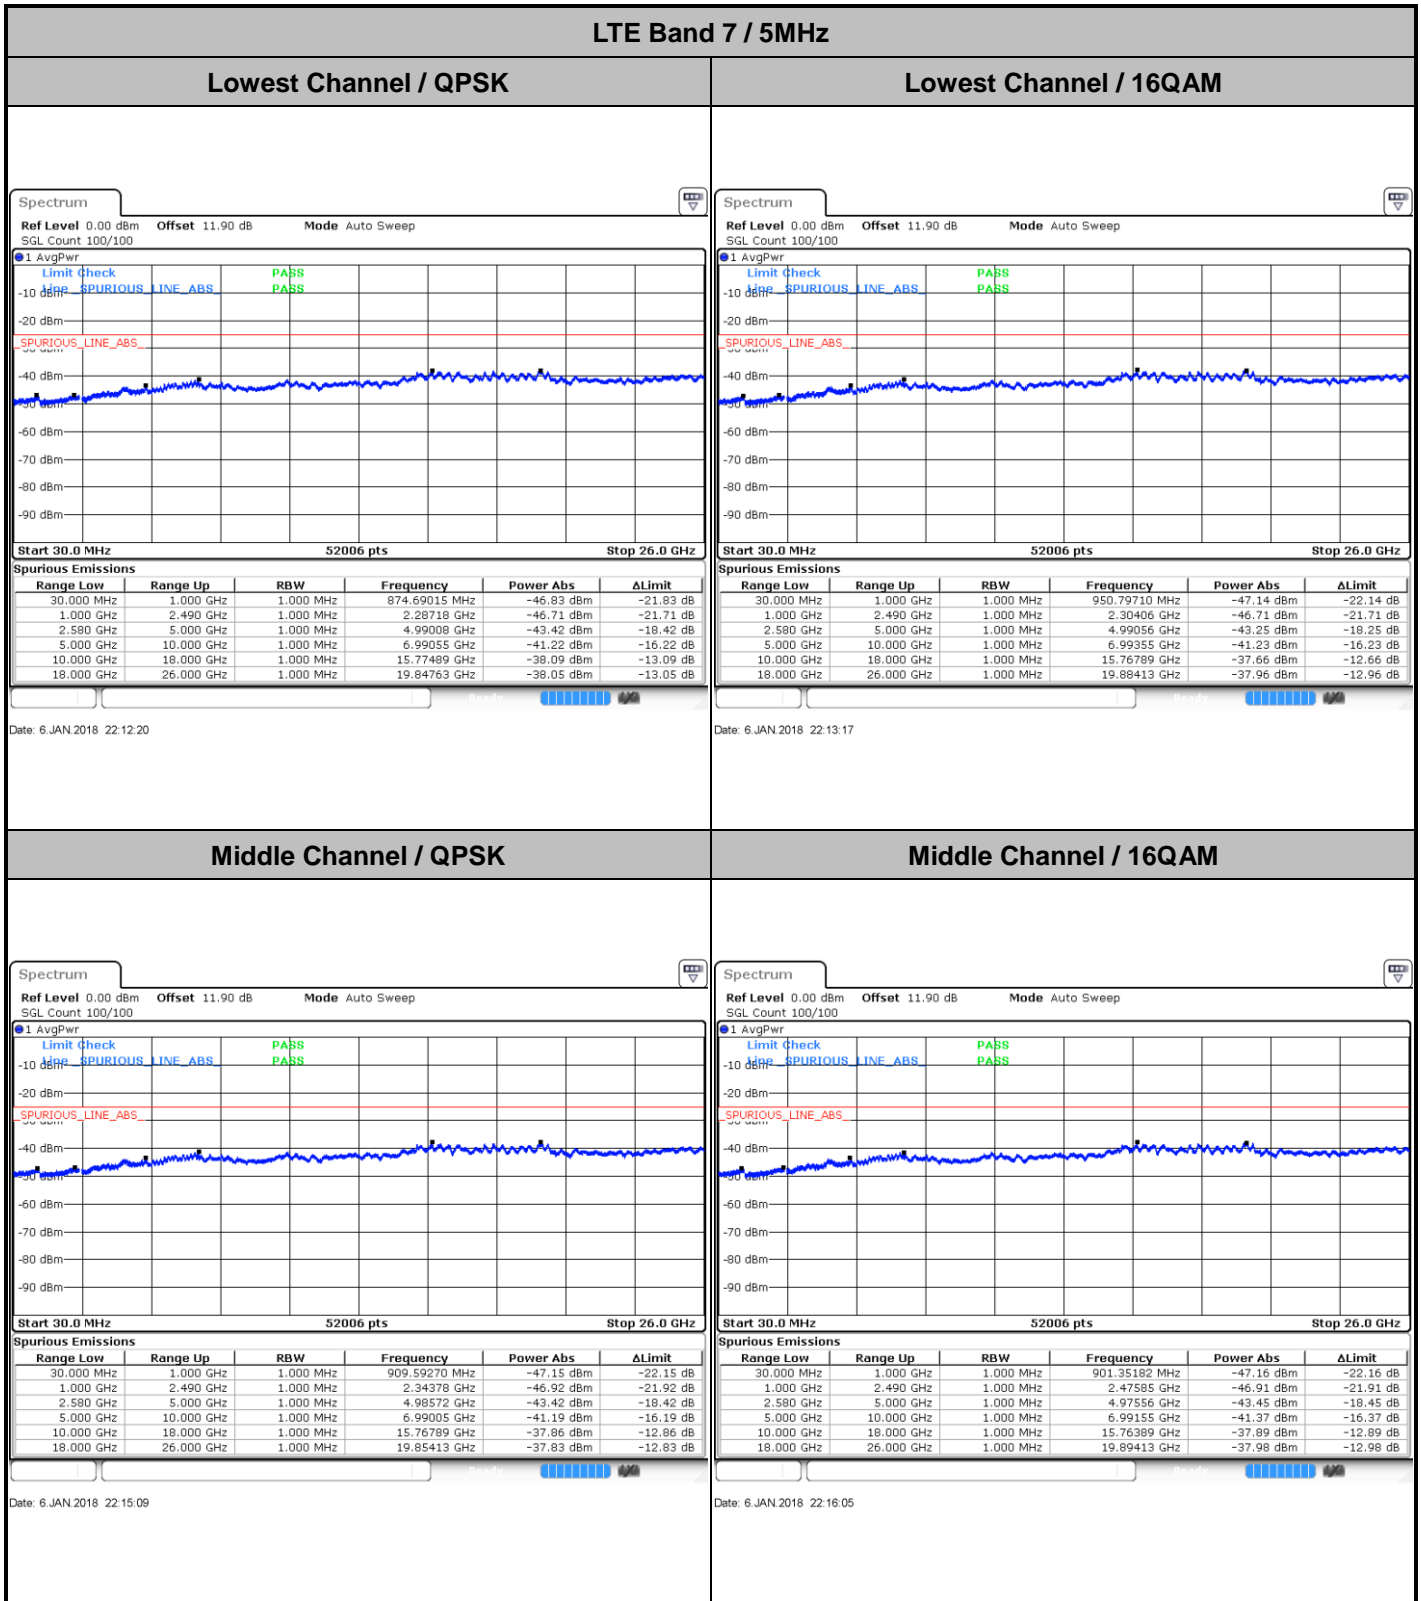 LTE Band 7 / 5MHz
Lowest Channel / QPSK
Lowest Channel / 16QAM
Spectrum
Ref Level 0.00 dBm Offset 11.90 dB Mode Auto Sweep
SGL Count 100/100
1 AvgPwr
Limit Check PASS
Line _SPURIOUS_LINE_ABS_ PASS
-10 dBm
-20 dBm
_SPURIOUS_LINE_ABS_
-30 dBm
-40 dBm
-50 dBm
-60 dBm
-70 dBm
-80 dBm
-90 dBm
Start 30.0 MHz 52006 pts Stop 26.0 GHz
Spurious Emissions
Range Low Range Up RBW Frequency Power Abs ΔLimit
30.000 MHz 1.000 GHz 1.000 MHz 874.69015 MHz -46.83 dBm -21.83 dB
1.000 GHz 2.490 GHz 1.000 MHz 2.28718 GHz -46.71 dBm -21.71 dB
2.580 GHz 5.000 GHz 1.000 MHz 4.99008 GHz -43.42 dBm -18.42 dB
5.000 GHz 10.000 GHz 1.000 MHz 6.99055 GHz -41.22 dBm -16.22 dB
10.000 GHz 18.000 GHz 1.000 MHz 15.77489 GHz -38.09 dBm -13.09 dB
18.000 GHz 26.000 GHz 1.000 MHz 19.84763 GHz -38.05 dBm -13.05 dB
Ready
Date: 6.JAN.2018 22:12:20
Spectrum
Ref Level 0.00 dBm Offset 11.90 dB Mode Auto Sweep
SGL Count 100/100
1 AvgPwr
Limit Check PASS
Line _SPURIOUS_LINE_ABS_ PASS
-10 dBm
-20 dBm
_SPURIOUS_LINE_ABS_
-30 dBm
-40 dBm
-50 dBm
-60 dBm
-70 dBm
-80 dBm
-90 dBm
Start 30.0 MHz 52006 pts Stop 26.0 GHz
Spurious Emissions
Range Low Range Up RBW Frequency Power Abs ΔLimit
30.000 MHz 1.000 GHz 1.000 MHz 950.79710 MHz -47.14 dBm -22.14 dB
1.000 GHz 2.490 GHz 1.000 MHz 2.30406 GHz -46.71 dBm -21.71 dB
2.580 GHz 5.000 GHz 1.000 MHz 4.99056 GHz -43.25 dBm -18.25 dB
5.000 GHz 10.000 GHz 1.000 MHz 6.99355 GHz -41.23 dBm -16.23 dB
10.000 GHz 18.000 GHz 1.000 MHz 15.76789 GHz -37.66 dBm -12.66 dB
18.000 GHz 26.000 GHz 1.000 MHz 19.88413 GHz -37.96 dBm -12.96 dB
Ready
Date: 6.JAN.2018 22:13:17
Middle Channel / QPSK
Middle Channel / 16QAM
Spectrum
Ref Level 0.00 dBm Offset 11.90 dB Mode Auto Sweep
SGL Count 100/100
1 AvgPwr
Limit Check PASS
Line _SPURIOUS_LINE_ABS_ PASS
-10 dBm
-20 dBm
_SPURIOUS_LINE_ABS_
-30 dBm
-40 dBm
-50 dBm
-60 dBm
-70 dBm
-80 dBm
-90 dBm
Start 30.0 MHz 52006 pts Stop 26.0 GHz
Spurious Emissions
Range Low Range Up RBW Frequency Power Abs ΔLimit
30.000 MHz 1.000 GHz 1.000 MHz 909.59270 MHz -47.15 dBm -22.15 dB
1.000 GHz 2.490 GHz 1.000 MHz 2.34378 GHz -46.92 dBm -21.92 dB
2.580 GHz 5.000 GHz 1.000 MHz 4.98572 GHz -43.42 dBm -18.42 dB
5.000 GHz 10.000 GHz 1.000 MHz 6.99005 GHz -41.19 dBm -16.19 dB
10.000 GHz 18.000 GHz 1.000 MHz 15.76789 GHz -37.86 dBm -12.86 dB
18.000 GHz 26.000 GHz 1.000 MHz 19.85413 GHz -37.83 dBm -12.83 dB
Ready
Date: 6.JAN.2018 22:15:09
Spectrum
Ref Level 0.00 dBm Offset 11.90 dB Mode Auto Sweep
SGL Count 100/100
1 AvgPwr
Limit Check PASS
Line _SPURIOUS_LINE_ABS_ PASS
-10 dBm
-20 dBm
_SPURIOUS_LINE_ABS_
-30 dBm
-40 dBm
-50 dBm
-60 dBm
-70 dBm
-80 dBm
-90 dBm
Start 30.0 MHz 52006 pts Stop 26.0 GHz
Spurious Emissions
Range Low Range Up RBW Frequency Power Abs ΔLimit
30.000 MHz 1.000 GHz 1.000 MHz 901.35182 MHz -47.16 dBm -22.16 dB
1.000 GHz 2.490 GHz 1.000 MHz 2.47585 GHz -46.91 dBm -21.91 dB
2.580 GHz 5.000 GHz 1.000 MHz 4.97556 GHz -43.45 dBm -18.45 dB
5.000 GHz 10.000 GHz 1.000 MHz 6.99155 GHz -41.37 dBm -16.37 dB
10.000 GHz 18.000 GHz 1.000 MHz 15.76389 GHz -37.89 dBm -12.89 dB
18.000 GHz 26.000 GHz 1.000 MHz 19.89413 GHz -37.98 dBm -12.98 dB
Ready
Date: 6.JAN.2018 22:16:05